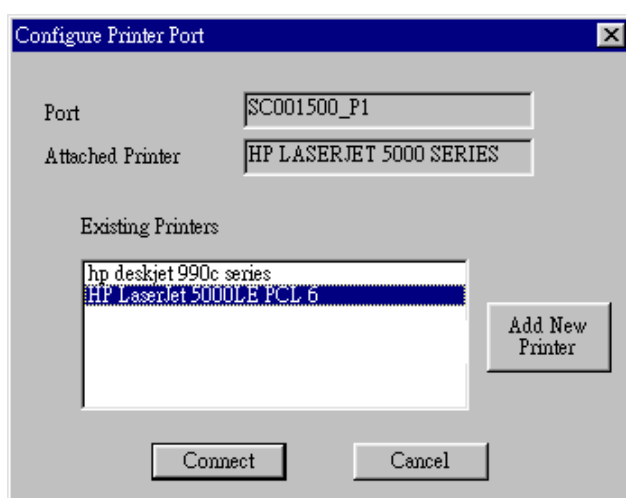 Configure Printer Port
Port
SC001500_P1
Attached Printer
HP LASERJET 5000 SERIES
Existing Printers
hp deskjet 990c series
HP LaserJet 5000LE PCL 6
Add New
Printer
Connect
Cancel